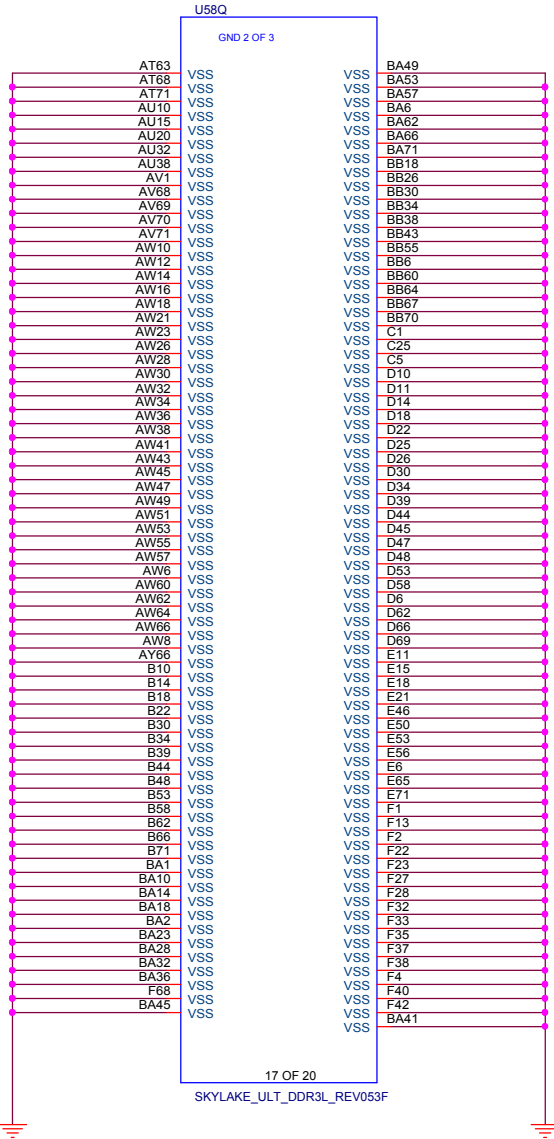 U58Q
GND 2 OF 3
AT63 VSS VSS BA49
AT68 VSS VSS BA53
AT71 VSS VSS BA57
AU10 VSS VSS BA6
AU15 VSS VSS BA62
AU20 VSS VSS BA66
AU32 VSS VSS BA71
AU38 VSS VSS BB18
AV1 VSS VSS BB26
AV68 VSS VSS BB30
AV69 VSS VSS BB34
AV70 VSS VSS BB38
AV71 VSS VSS BB43
AW10 VSS VSS BB55
AW12 VSS VSS BB6
AW14 VSS VSS BB60
AW16 VSS VSS BB64
AW18 VSS VSS BB67
AW21 VSS VSS BB70
AW23 VSS VSS C1
AW26 VSS VSS C25
AW28 VSS VSS C5
AW30 VSS VSS D10
AW32 VSS VSS D11
AW34 VSS VSS D14
AW36 VSS VSS D18
AW38 VSS VSS D22
AW41 VSS VSS D25
AW43 VSS VSS D26
AW45 VSS VSS D30
AW47 VSS VSS D34
AW49 VSS VSS D39
AW51 VSS VSS D44
AW53 VSS VSS D45
AW55 VSS VSS D47
AW57 VSS VSS D48
AW6 VSS VSS D53
AW60 VSS VSS D58
AW62 VSS VSS D6
AW64 VSS VSS D62
AW66 VSS VSS D66
AW8 VSS VSS D69
AY66 VSS VSS E11
B10 VSS VSS E15
B14 VSS VSS E18
B18 VSS VSS E21
B22 VSS VSS E46
B30 VSS VSS E50
B34 VSS VSS E53
B39 VSS VSS E56
B44 VSS VSS E6
B48 VSS VSS E65
B53 VSS VSS E71
B58 VSS VSS F1
B62 VSS VSS F13
B66 VSS VSS F2
B71 VSS VSS F22
BA1 VSS VSS F23
BA10 VSS VSS F27
BA14 VSS VSS F28
BA18 VSS VSS F32
BA2 VSS VSS F33
BA23 VSS VSS F35
BA28 VSS VSS F37
BA32 VSS VSS F38
BA36 VSS VSS F4
F68 VSS VSS F40
BA45 VSS VSS F42
VSS BA41
17 OF 20
SKYLAKE_ULT_DDR3L_REV053F